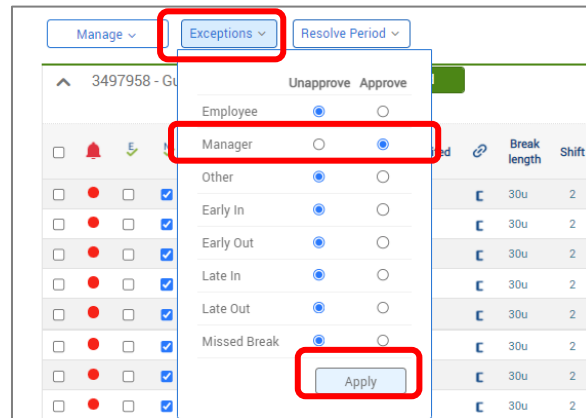 Manage
Exceptions
Resolve Period
3497958 - Gu
Unapprove Approve
Employee
Manager
Other
Early In
Early Out
Late In
Late Out
Missed Break
Apply
E
Break length
Shift
30u 2
30u 2
30u 2
30u 2
30u 2
30u 2
30u 2
30u 2